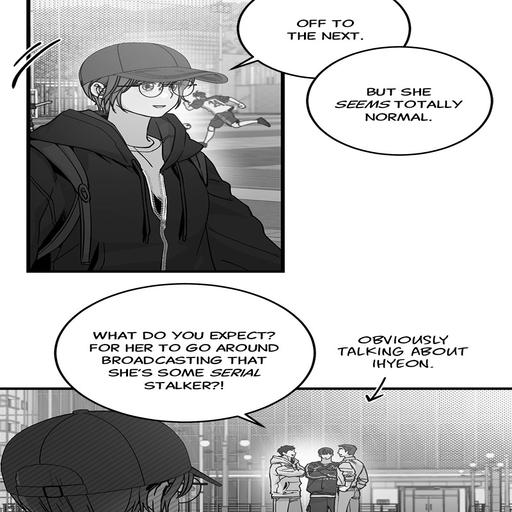 OFF TO
THE NEXT.
BUT SHE
SEEMS TOTALLY
NORMAL.
WHAT DO YOU EXPECT?
FOR HER TO GO AROUND
BROADCASTING THAT
SHE'S SOME SERIAL
STALKER?!
OBVIOUSLY
TALKING ABOUT
IHYEON.